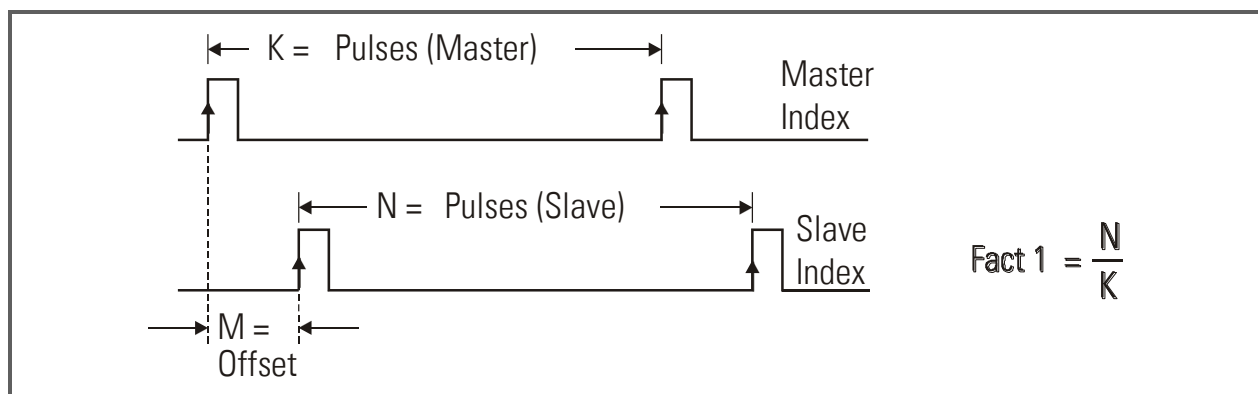 K = Pulses (Master)
Master
Index
N = Pulses (Slave)
Slave
Index
Fact 1 = N
K
M =
Offset